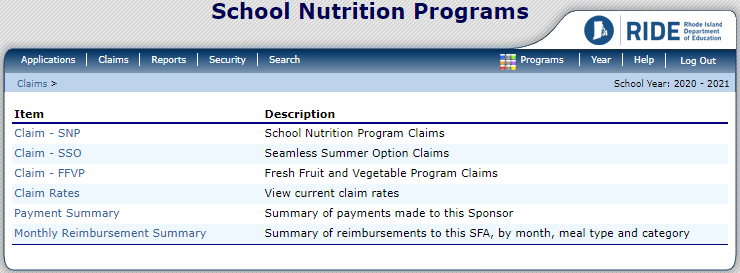 School Nutrition Programs
RIDE Rhode Island Department of Education
Applications Claims Reports Security Search Programs Year Help Log Out
Claims > School Year: 2020 - 2021
Item Description
Claim - SNP School Nutrition Program Claims
Claim - SSO Seamless Summer Option Claims
Claim - FFVP Fresh Fruit and Vegetable Program Claims
Claim Rates View current claim rates
Payment Summary Summary of payments made to this Sponsor
Monthly Reimbursement Summary Summary of reimbursements to this SFA, by month, meal type and category